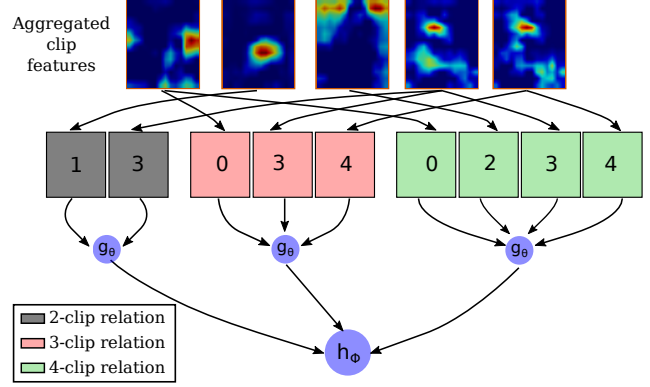 Aggregated
clip
features
1 3 0 3 4 0 2 3 4
gθ gθ gθ
hΦ
2-clip relation
3-clip relation
4-clip relation